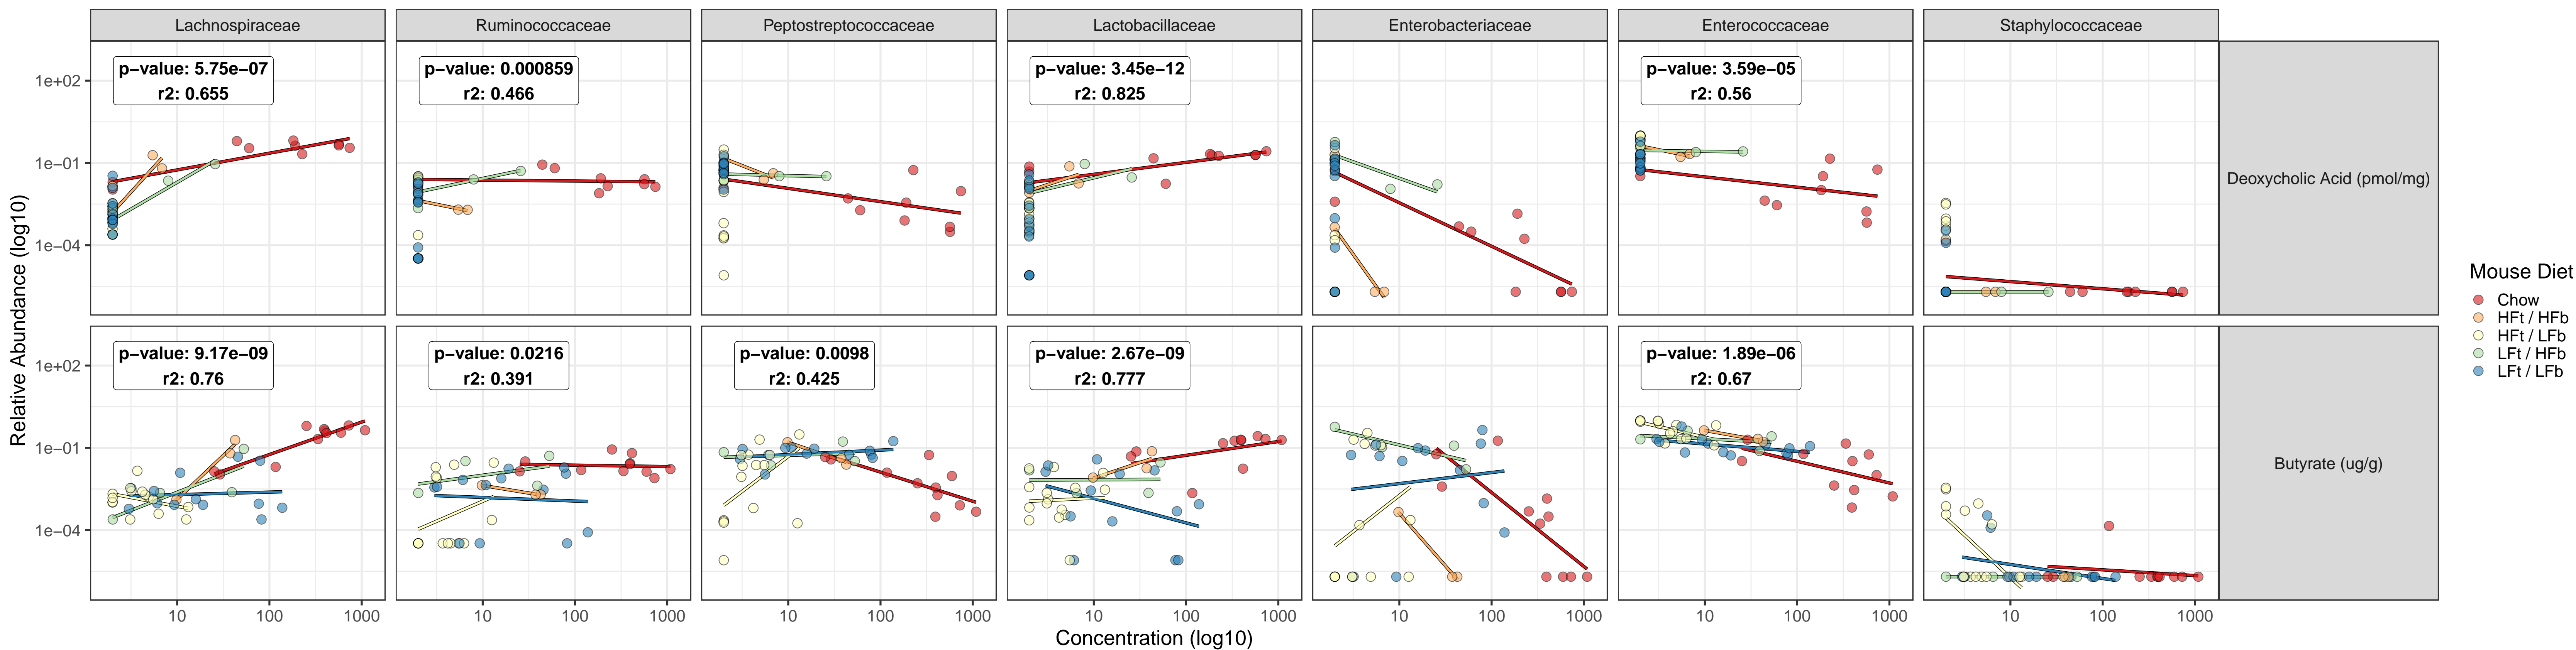 Lachnospiraceae
Ruminococcaceae
Peptostreptococcaceae
Lactobacillaceae
Enterobacteriaceae
Enterococcaceae
Staphylococcaceae
p−value: 5.75e−07
r2: 0.655
p−value: 0.000859
r2: 0.466
p−value: 3.45e−12
r2: 0.825
p−value: 3.59e−05
r2: 0.56
1e+02
1e−01
1e−04
Deoxycholic Acid (pmol/mg)
p−value: 9.17e−09
r2: 0.76
p−value: 0.0216
r2: 0.391
p−value: 0.0098
r2: 0.425
p−value: 2.67e−09
r2: 0.777
p−value: 1.89e−06
r2: 0.67
1e+02
1e−01
1e−04
Butyrate (ug/g)
10 100 1000
10 100 1000
10 100 1000
10 100 1000
10 100 1000
10 100 1000
10 100 1000
Concentration (log10)
Relative Abundance (log10)
Mouse Diet
Chow
HFt / HFb
HFt / LFb
LFt / HFb
LFt / LFb